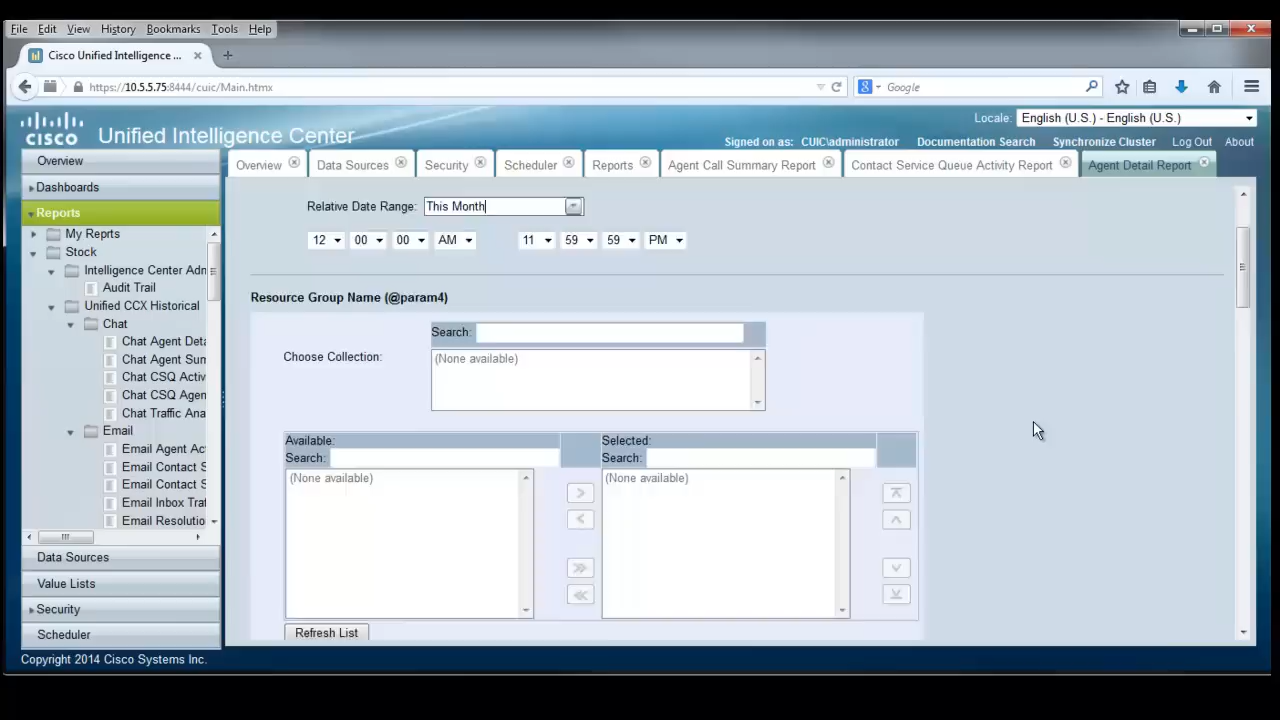 File Edit View History Bookmarks Tools Help
Cisco Unified Intelligence ...
https://10.5.5.75:8444/cuic/Main.htmx
Google
Locale: English (U.S.) - English (U.S.)
CISCO Unified Intelligence Center
Signed on as: CUIC\administrator Documentation Search Synchronize Cluster Log Out About
Overview
Dashboards
Reports
My Reprts
Stock
Intelligence Center Adn
Audit Trail
Unified CCX Historical
Chat
Chat Agent Deta
Chat Agent Sum
Chat CSQ Activ
Chat CSQ Agen
Chat Traffic Ana
Email
Email Agent Act
Email Contact S
Email Contact S
Email Inbox Traf
Email Resolutio
Data Sources
Value Lists
Security
Scheduler
Overview Data Sources Security Scheduler Reports Agent Call Summary Report Contact Service Queue Activity Report Agent Detail Report
Relative Date Range: This Month
12 00 00 AM 11 59 59 PM
Resource Group Name (@param4)
Search:
Choose Collection: (None available)
Available: Selected:
Search: Search:
(None available) (None available)
Refresh List
Copyright 2014 Cisco Systems Inc.